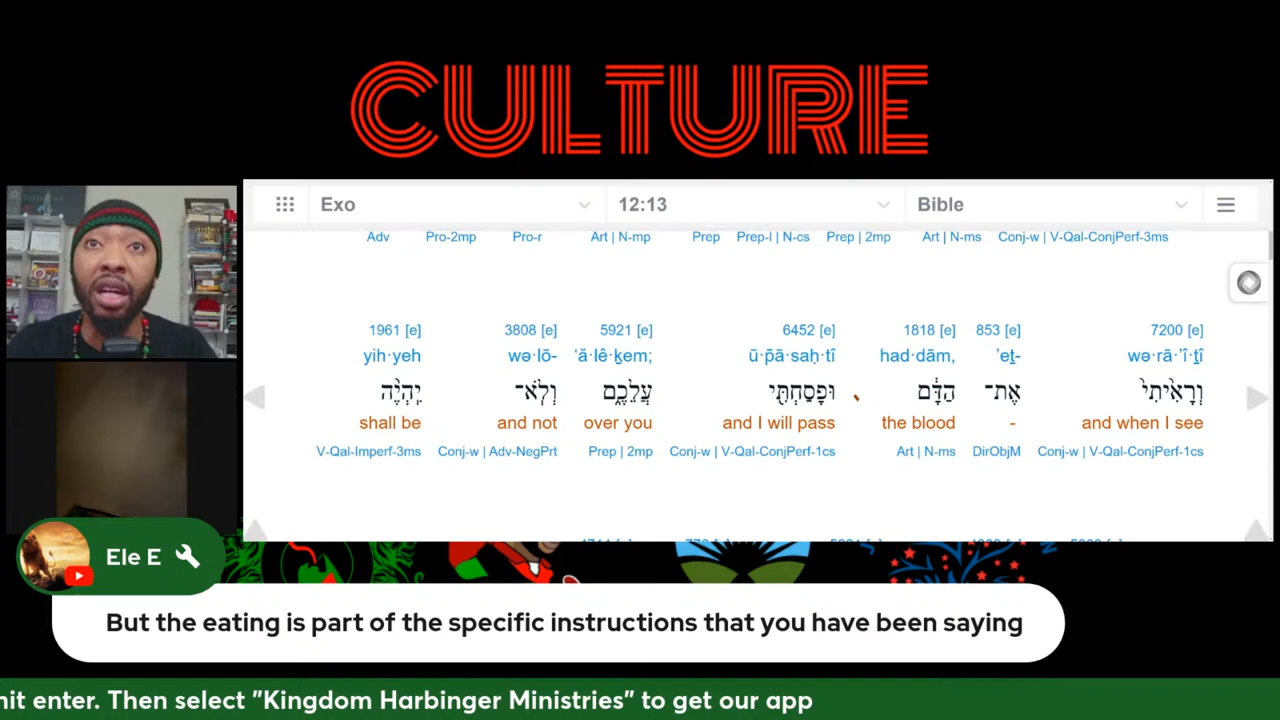 CULTURE
Exo 12:13 Bible
Adv Pro-2mp Pro-r Art | N-mp Prep Prep-l | N-cs Prep | 2mp Art | N-ms Conj-w | V-Qal-ConjPerf-3ms
1961 [e] 3808 [e] 5921 [e] 6452 [e] 1818 [e] 853 [e] 7200 [e]
yih·yeh wə·lō- ‘ă·lê·ḵem; ū·p̄ā·saḥ·tî had·dām, ’eṯ- wə·rā·’î·ṯî
וְרָאִ֙יתִי֙ אֶת־ הַדָּ֔ם וּפָסַחְתִּ֖י עֲלֵכֶ֑ם וְלֹֽא־ יִֽהְיֶ֨ה
shall be and not over you and I will pass the blood - and when I see
V-Qal-Imperf-3ms Conj-w | Adv-NegPrt Prep | 2mp Conj-w | V-Qal-ConjPerf-1cs Art | N-ms DirObjM Conj-w | V-Qal-ConjPerf-1cs
Ele E
But the eating is part of the specific instructions that you have been saying
hit enter. Then select "Kingdom Harbinger Ministries" to get our app